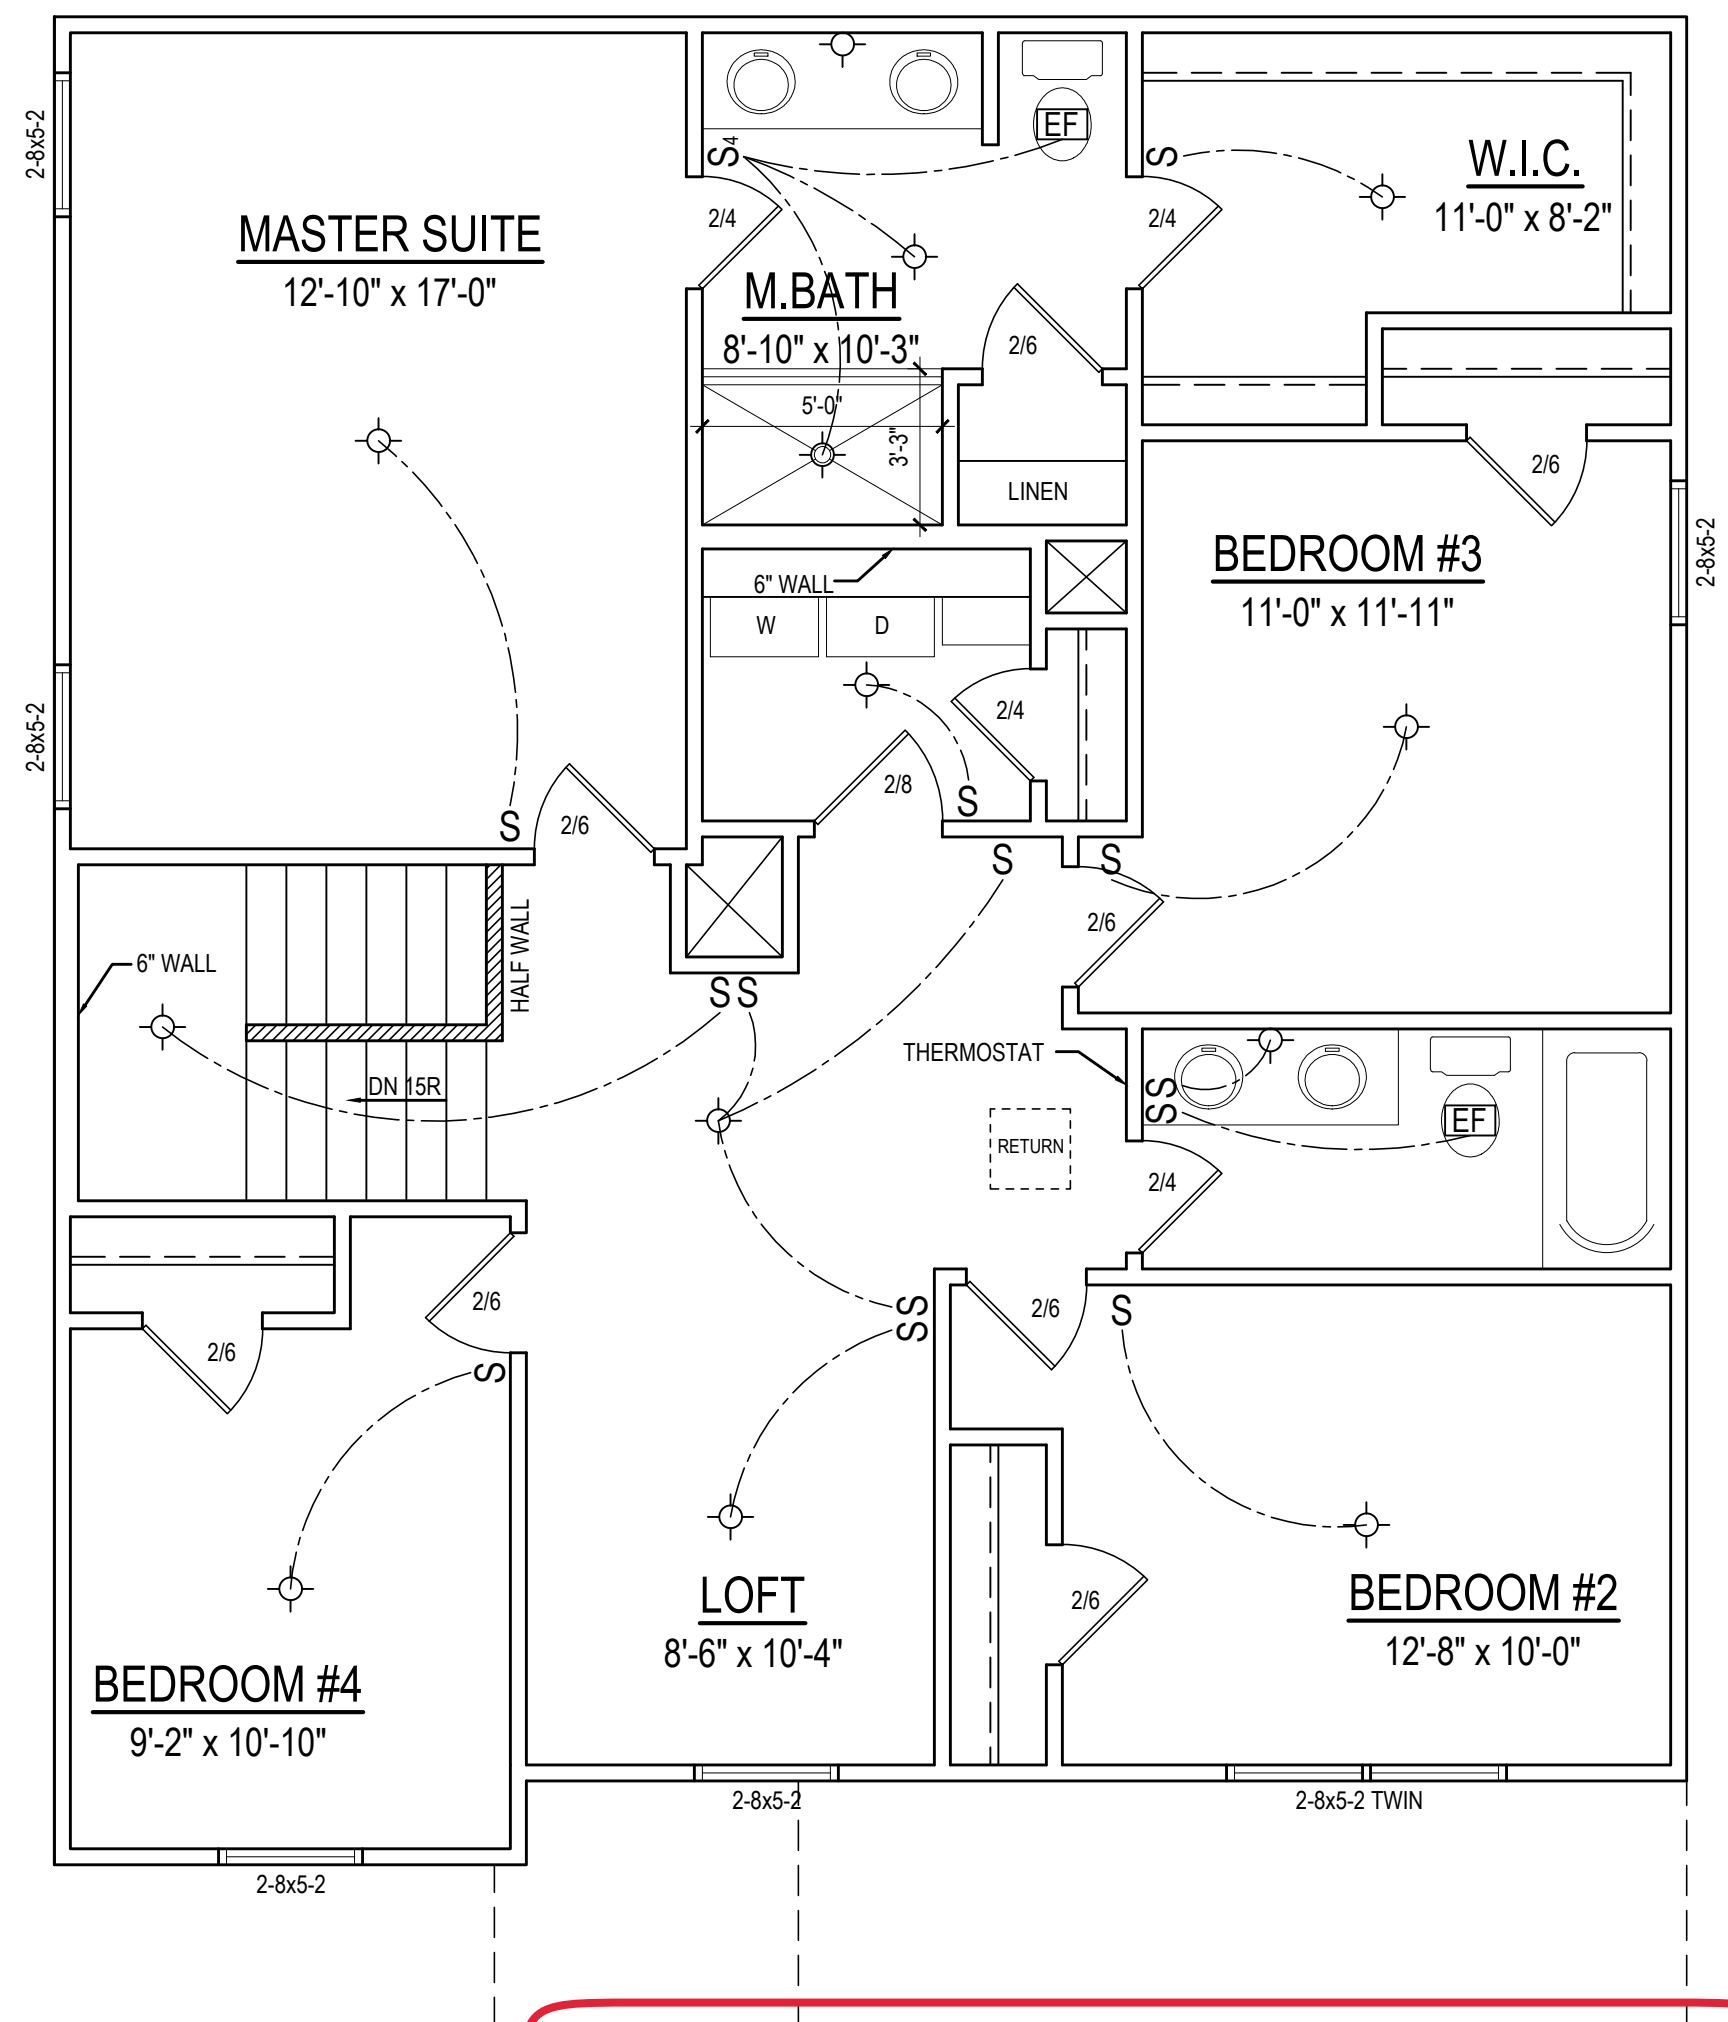 2-8x5-2
EF
S4
S
W.I.C.
11'-0" x 8'-2"
MASTER SUITE
12'-10" x 17'-0"
2/4
2/4
M.BATH
8'-10" x 10'-3"
2/6
5'-0"
3'-3"
LINEN
2/6
BEDROOM #3
11'-0" x 11'-11"
2-8x5-2
6" WALL
W
D
2-8x5-2
2/4
2/8
S
S
2/6
S
S
2/6
HALF WALL
6" WALL
S S
THERMOSTAT
DN 15R
S
S
EF
RETURN
2/4
2/6
2/6
S
S
S
2/6
S
2/6
LOFT
8'-6" x 10'-4"
2/6
BEDROOM #2
12'-8" x 10'-0"
BEDROOM #4
9'-2" x 10'-10"
2-8x5-2
2-8x5-2 TWIN
2-8x5-2